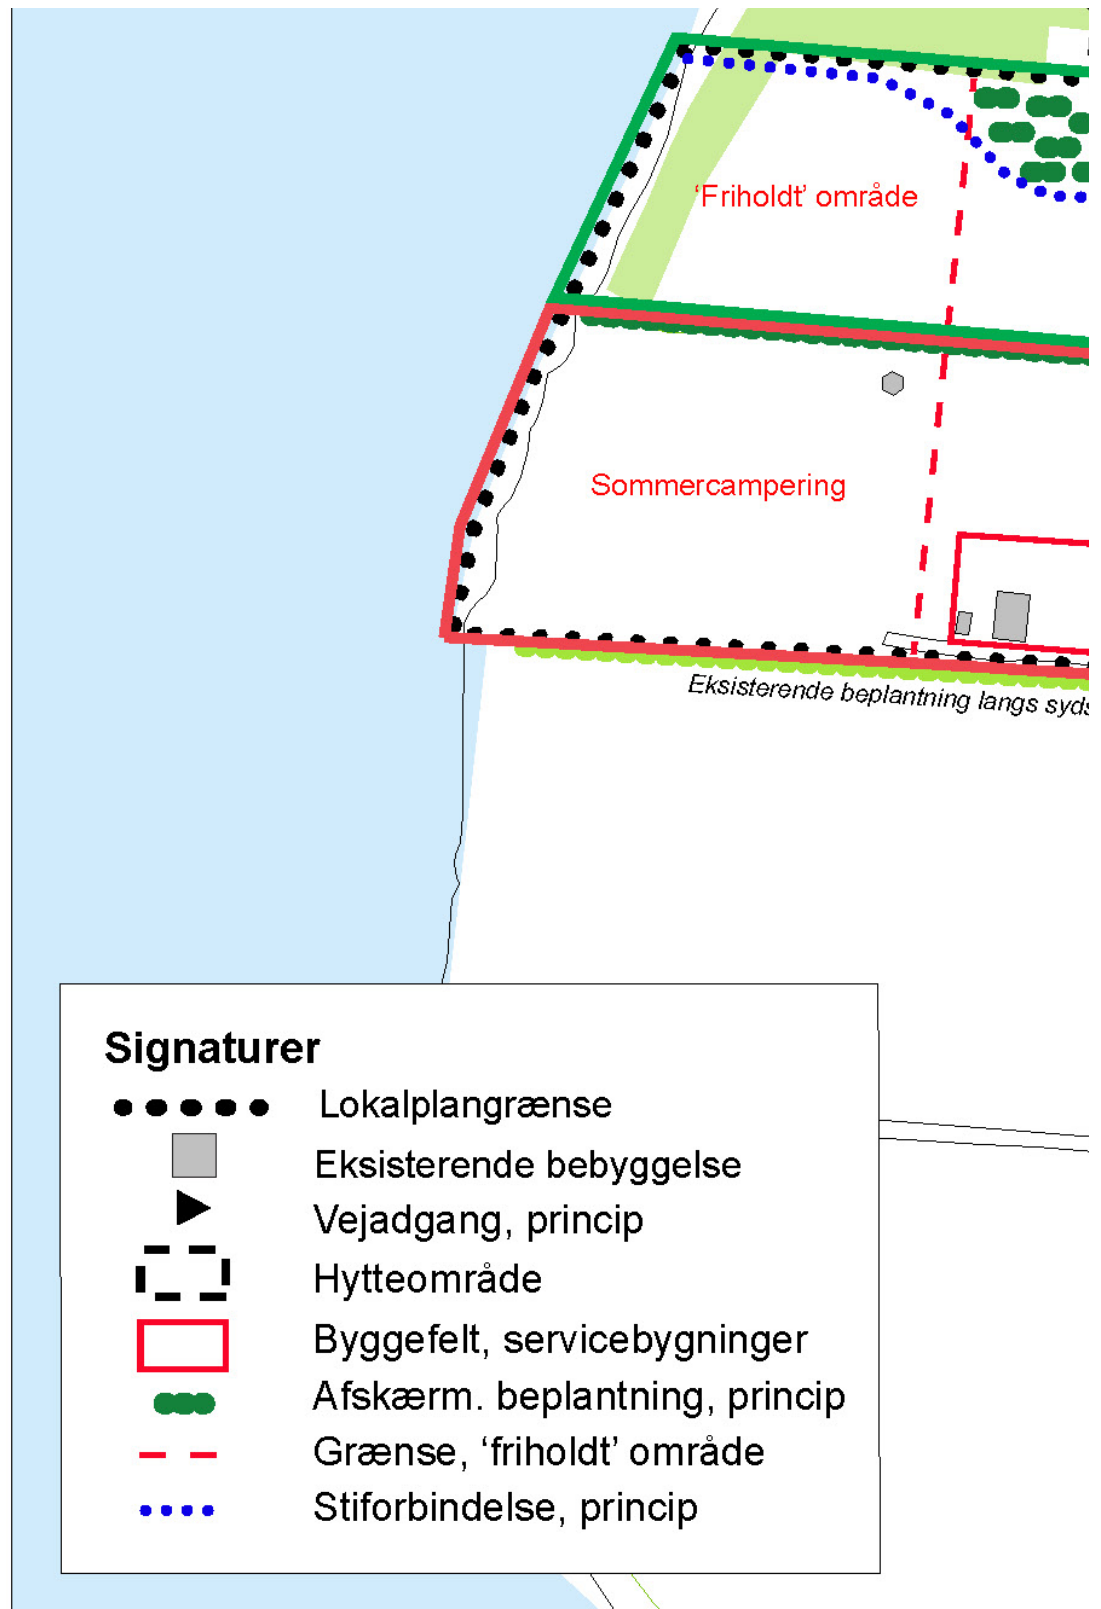 'Friholdt' område
Sommercampering
Eksisterende beplantning langs syds
Signaturer
Lokalplangrænse
Eksisterende bebyggelse
Vejadgang, princip
Hytteområde
Byggefelt, servicebygninger
Afskærm. beplantning, princip
Grænse, 'friholdt' område
Stiforbindelse, princip